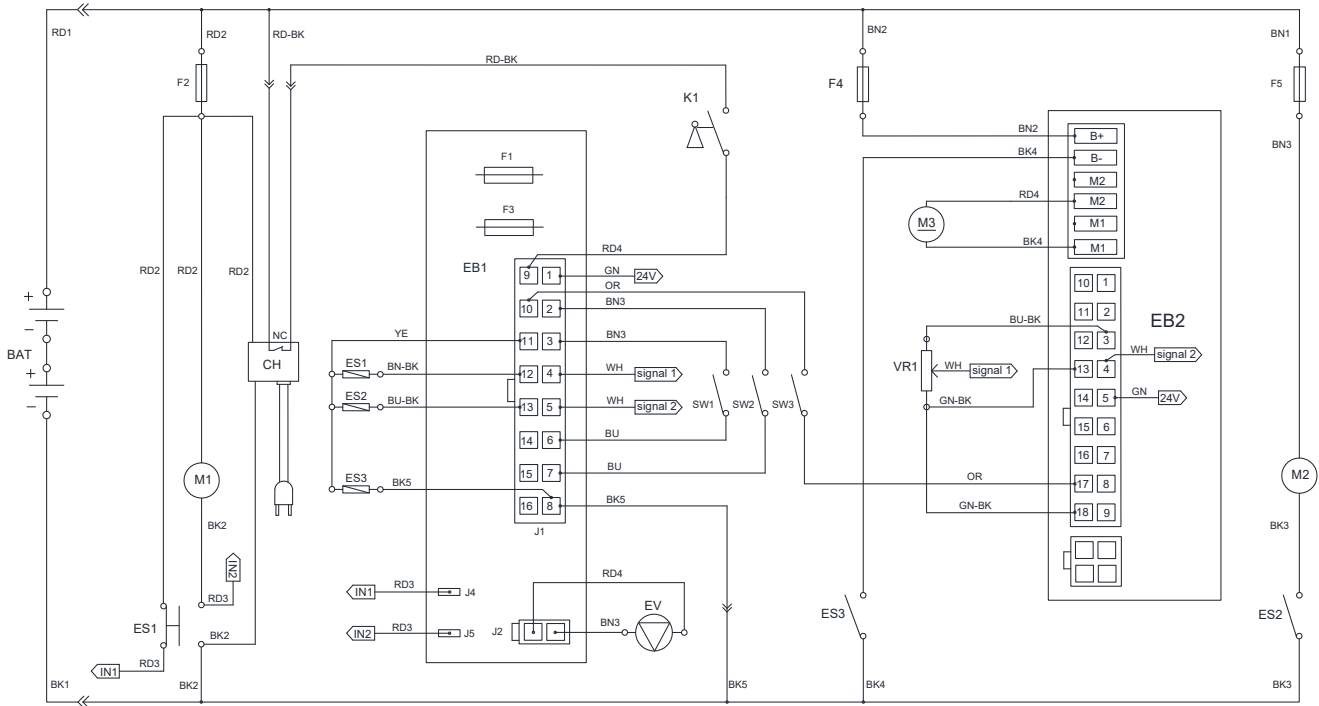 RD1
RD2
RD-BK
BN2
BN1
RD-BK
F2
K1
F4
F5
BN2
B+
BN3
BK4
B-
M2
F1
RD4
M2
M3
M1
F3
BK4
M1
RD4
EB1
9 1
GN
24V
RD2
RD2
RD2
OR
10 1
10 2
BN3
11 2
EB2
BU-BK
+
NC
YE
11 3
BN3
12 3
−
WH
signal 2
BAT
CH
ES1
BN-BK
12 4
WH
signal 1
VR1
WH
signal 1
13 4
+
ES2
BU-BK
13 5
WH
signal 2
SW1
SW2
SW3
GN-BK
14 5
GN
24V
−
14 6
BU
15 6
15 7
BU
16 7
M1
ES3
BK5
OR
17 8
M2
16 8
BK5
GN-BK
18 9
J1
BK2
BK3
IN2
RD4
IN1
RD3
J4
RD3
EV
ES1
ES3
ES2
IN2
RD3
J5
J2
BN3
BK2
RD3
IN1
BK1
BK2
BK5
BK4
BK3